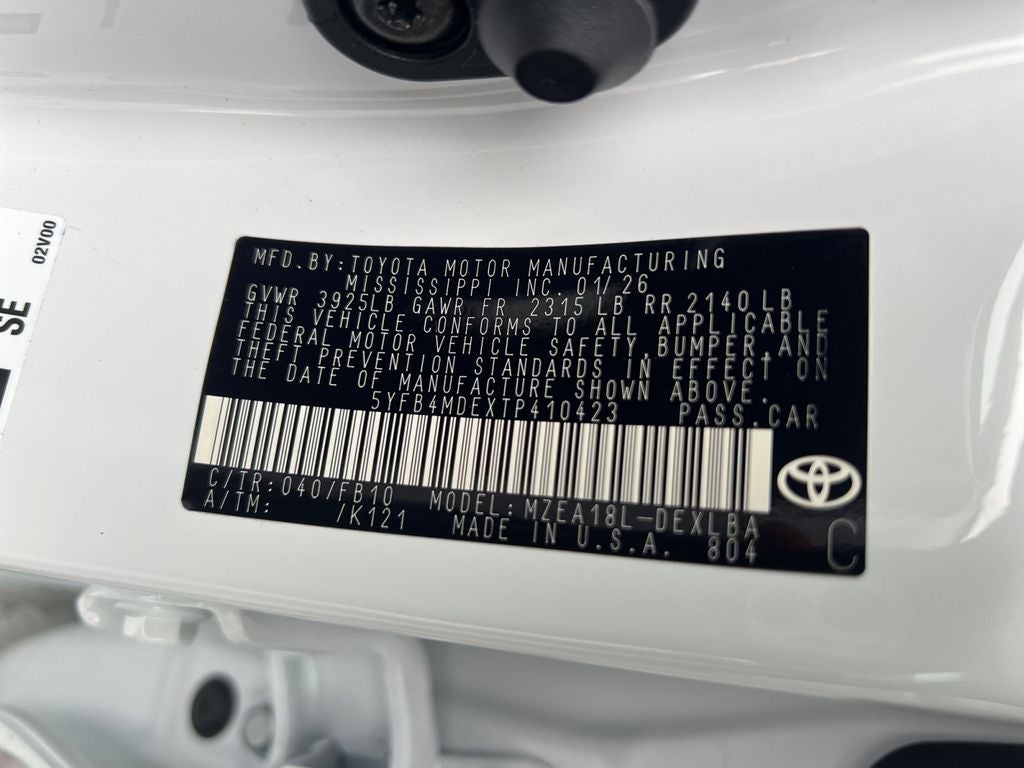 02V00
SE
MFD.BY:TOYOTA MOTOR MANUFACTURING
MISSISSIPPI INC. 01/26
GVWR 3925LB GAWR FR 2315 LB RR 2140 LB
THIS VEHICLE CONFORMS TO ALL APPLICABLE
FEDERAL MOTOR VEHICLE SAFETY,BUMPER,AND
THEFT PREVENTION STANDARDS IN EFFECT ON
THE DATE OF MANUFACTURE SHOWN ABOVE.
5YFB4MDEXTP410423 PASS.CAR
C/TR:040/FB10 MODEL:MZEA18L-DEXLBA
A/TM: /K121 MADE IN U.S.A. 804
C